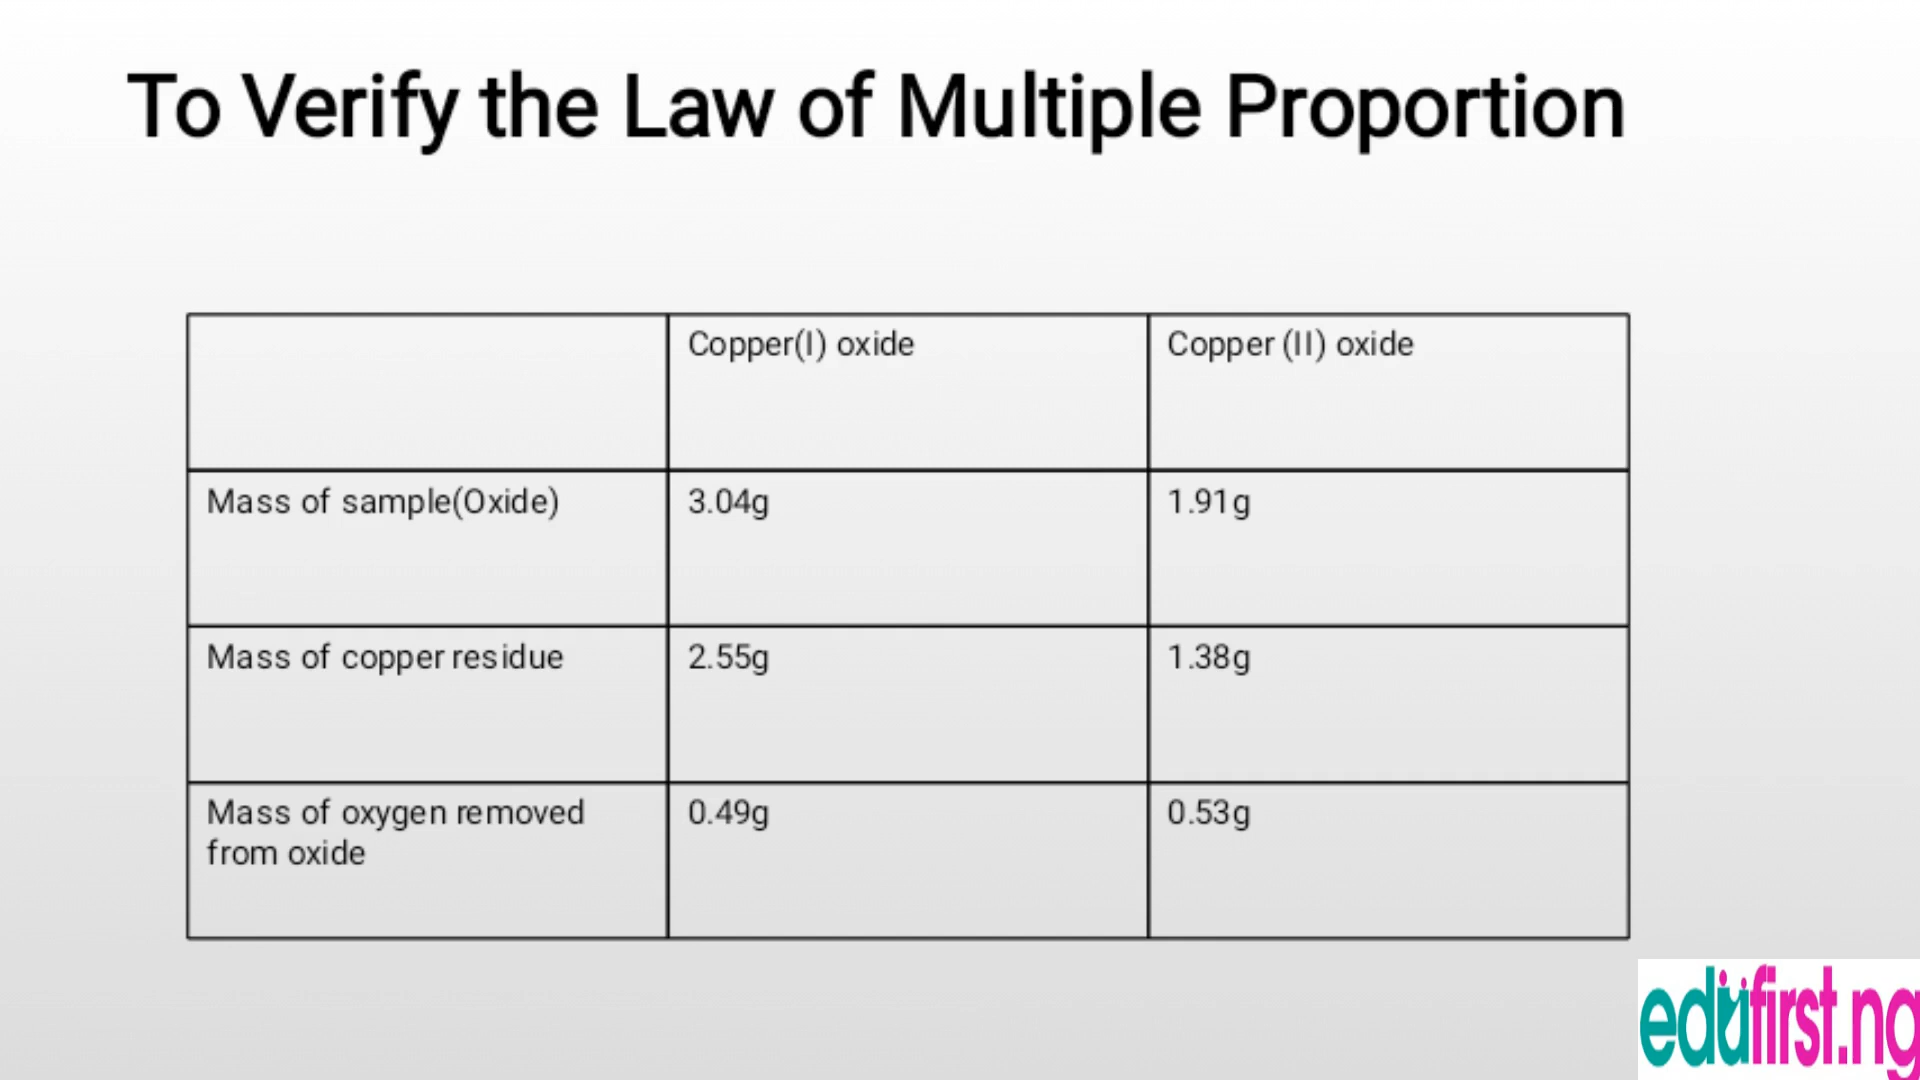 To Verify the Law of Multiple Proportion
Copper(I) oxide
Copper (II) oxide
Mass of sample(Oxide)
3.04g
1.91g
Mass of copper residue
2.55g
1.38g
Mass of oxygen removed
from oxide
0.49g
0.53g
edufirst.ng